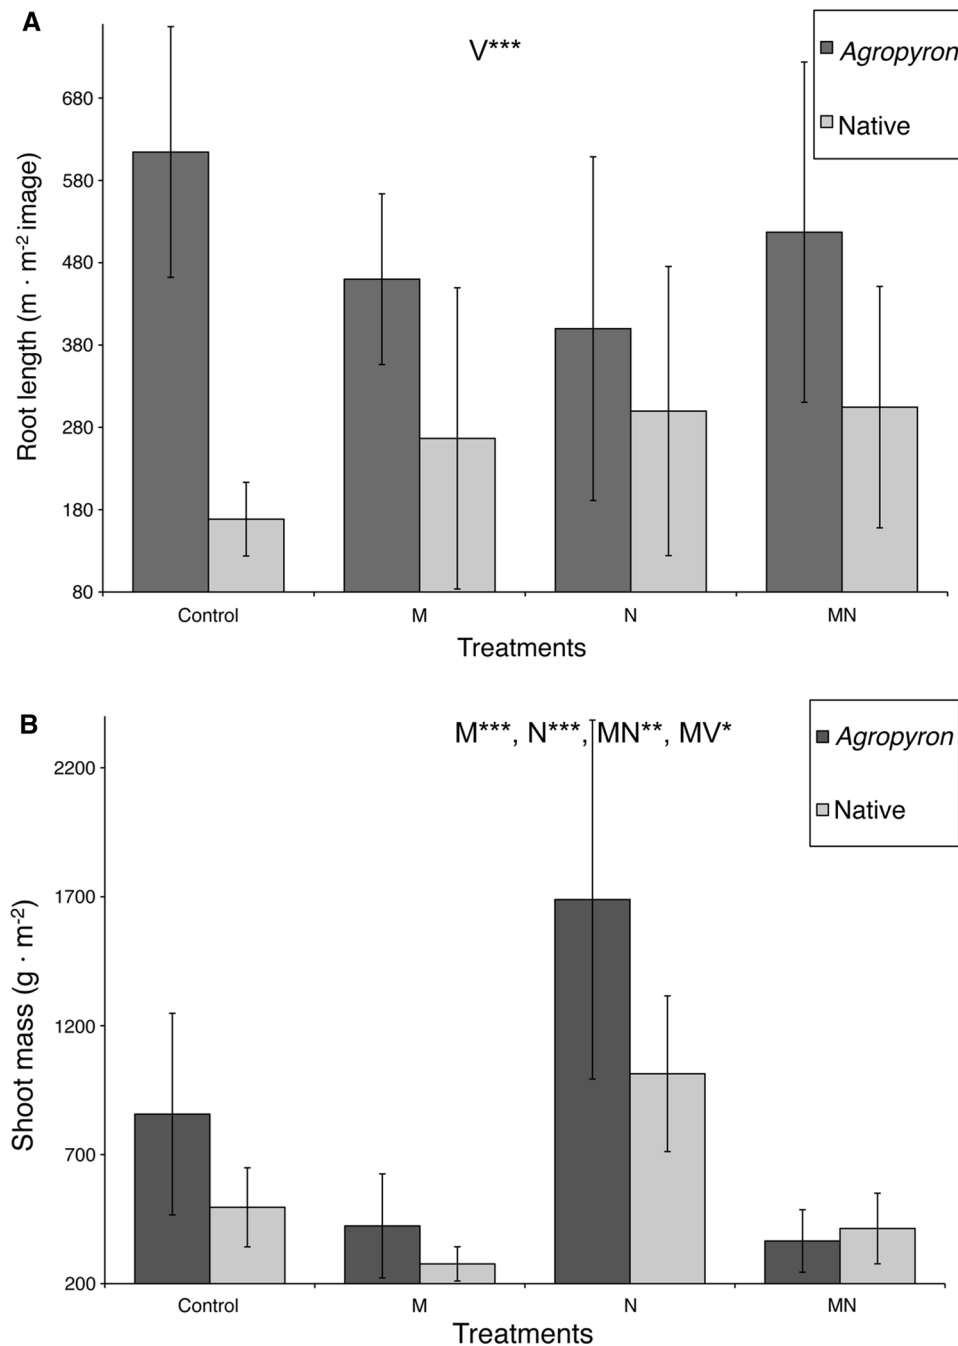 A
V***
Agropyron
Native
680
580
480
380
280
180
80
Root length (m · m-2 image)
Control M N MN
Treatments
B
M***, N***, MN**, MV*
Agropyron
Native
2200
1700
1200
700
200
Shoot mass (g · m-2)
Control M N MN
Treatments